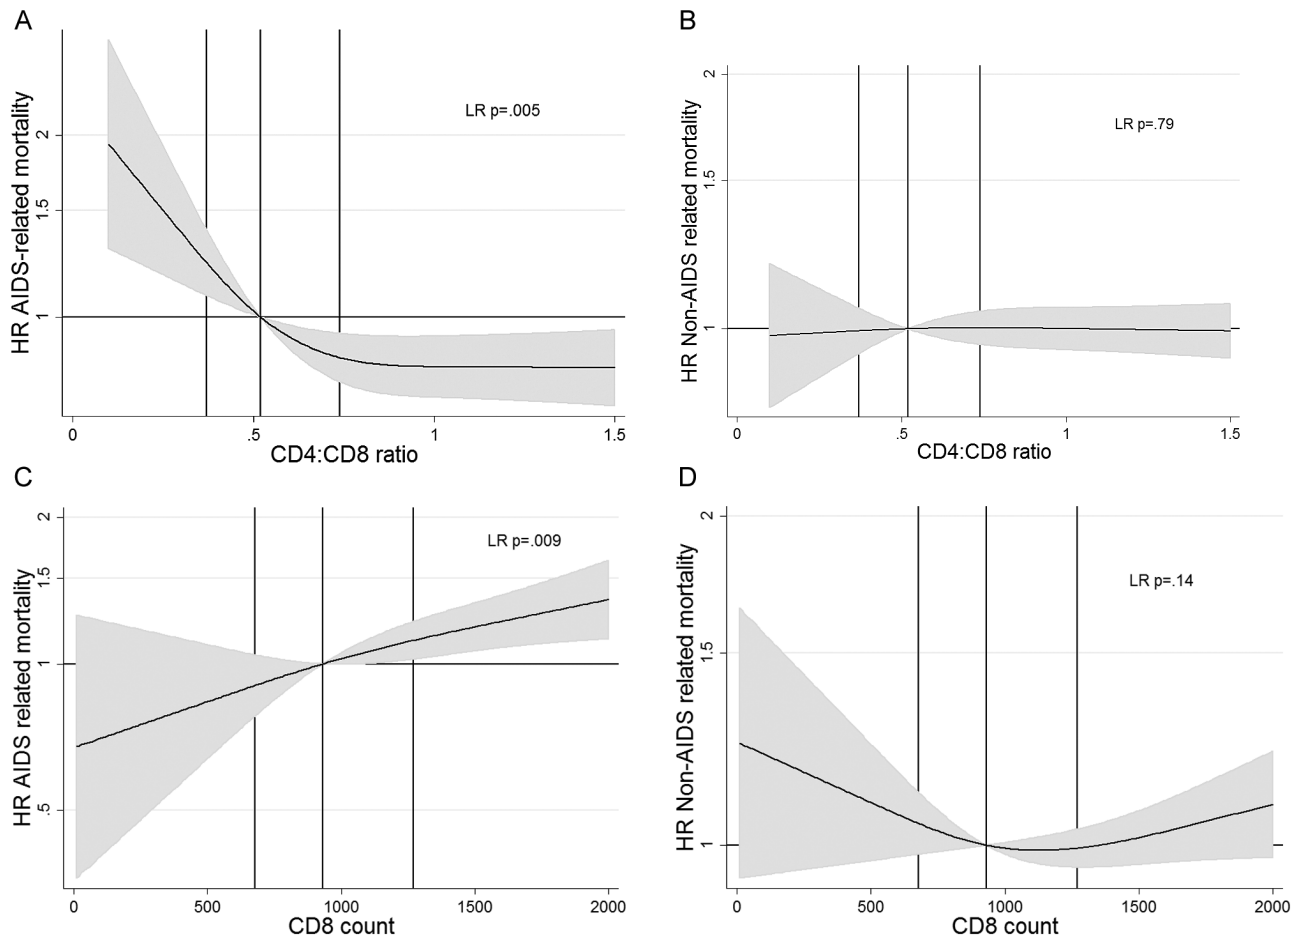 A
HR AIDS-related mortality
2
1.5
1
LR p=.005
0 .5 1 1.5
CD4:CD8 ratio
B
HR Non-AIDS related mortality
2
1.5
1
LR p=.79
0 .5 1 1.5
CD4:CD8 ratio
C
HR AIDS related mortality
2
1.5
1
.5
LR p=.009
0 500 1000 1500 2000
CD8 count
D
HR Non-AIDS related mortality
2
1.5
1
LR p=.14
0 500 1000 1500 2000
CD8 count